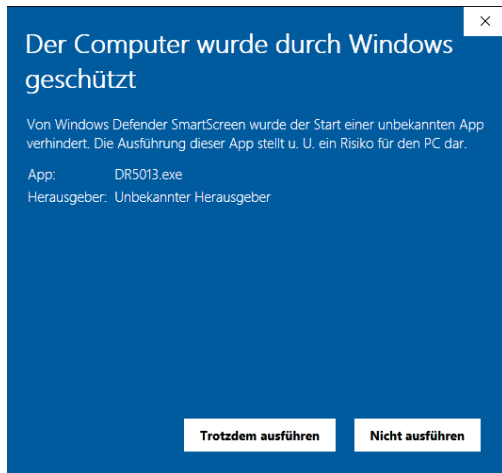 Der Computer wurde durch Windows
geschützt
Von Windows Defender SmartScreen wurde der Start einer unbekannten App
verhindert. Die Ausführung dieser App stellt u. U. ein Risiko für den PC dar.
App: DR5013.exe
Herausgeber: Unbekannter Herausgeber
Trotzdem ausführen Nicht ausführen